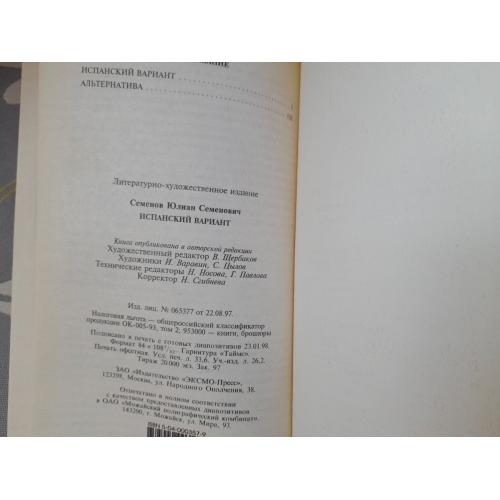 ИСПАНСКИЙ ВАРИАНТ
АЛЬТЕРНАТИВА
Литературно-художественное издание
Семенов Юлиан Семенович
ИСПАНСКИЙ ВАРИАНТ
Книга опубликована в авторской редакции
Художественный редактор В. Щербаков
Художники И. Варавин, С. Цылов
Технические редакторы Н. Носова, Г. Павлова
Корректор Н. Сгибнева
Изд. лиц. № 065377 от 22.08.97.
Налоговая льгота — общероссийский классификатор
продукции ОК-005-93, том 2; 953000 — книги, брошюры
Подписано в печать с готовых диапозитивов 23.01.98.
Формат 84 × 108 1/32. Гарнитура «Таймс».
Печать офсетная. Усл. печ. л. 33,6. Уч.-изд. л. 26,2.
Тираж 20 000 экз. Зак. 97
ЗАО «Издательство «ЭКСМО-Пресс»,
123298, Москва, ул. Народного Ополчения, 38.
Отпечатано в полном соответствии
с качеством предоставленных диапозитивов
в ОАО «Можайский полиграфический комбинат».
143200, г. Можайск, ул. Мира, 93.
ISBN 5-04-000357-9